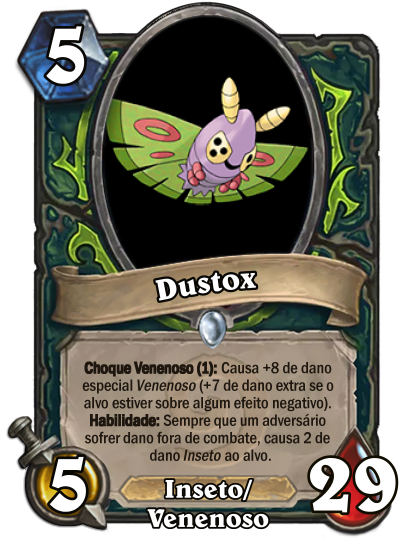 5
Dustox
Choque Venenoso (1): Causa +8 de dano
especial Venenoso (+7 de dano extra se o
alvo estiver sobre algum efeito negativo).
Habilidade: Sempre que um adversário
sofrer dano fora de combate, causa 2 de
dano Inseto ao alvo.
5
Inseto/
Venenoso
29